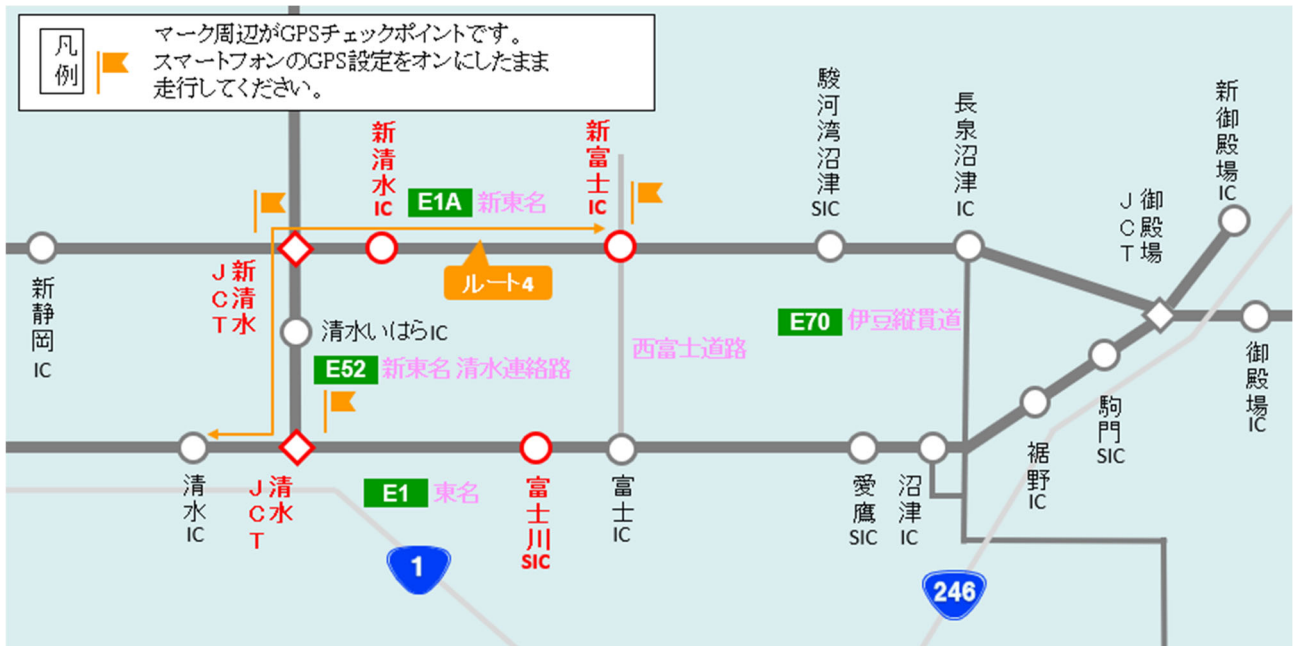 凡例
マーク周辺がGPSチェックポイントです。
スマートフォンのGPS設定をオンにしたまま
走行してください。
新清水IC
新富士IC
駿河湾沼津SIC
長泉沼津IC
新御殿場IC
御殿場JCT
E1A 新東名
ルート4
新静岡IC
新清水JCT
清水いはらIC
E52 新東名 清水連絡路
西富士道路
E70 伊豆縦貫道
御殿場IC
駒門SIC
裾野IC
清水IC
清水JCT
E1 東名
富士川SIC
富士IC
愛鷹SIC
沼津IC
1
246